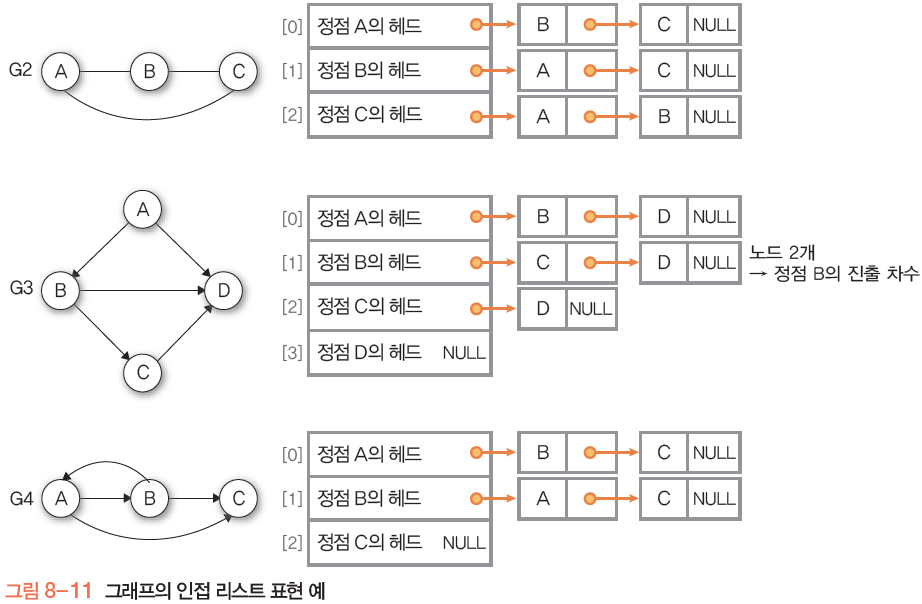 G2 A B C
[0] 정점 A의 헤드 B C NULL
[1] 정점 B의 헤드 A C NULL
[2] 정점 C의 헤드 A B NULL
G3 A B D C
[0] 정점 A의 헤드 B D NULL
[1] 정점 B의 헤드 C D NULL
노드 2개
→ 정점 B의 진출 차수
[2] 정점 C의 헤드 D NULL
[3] 정점 D의 헤드 NULL
G4 A B C
[0] 정점 A의 헤드 B C NULL
[1] 정점 B의 헤드 A C NULL
[2] 정점 C의 헤드 NULL
그림 8-11 그래프의 인접 리스트 표현 예